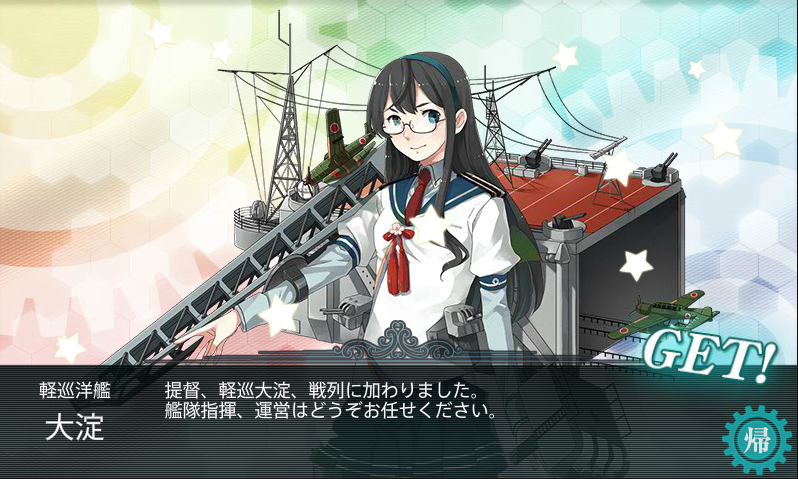 GET!
軽巡洋艦
大淀
提督、軽巡大淀、戦列に加わりました。
艦隊指揮、運営はどうぞお任せください。
帰